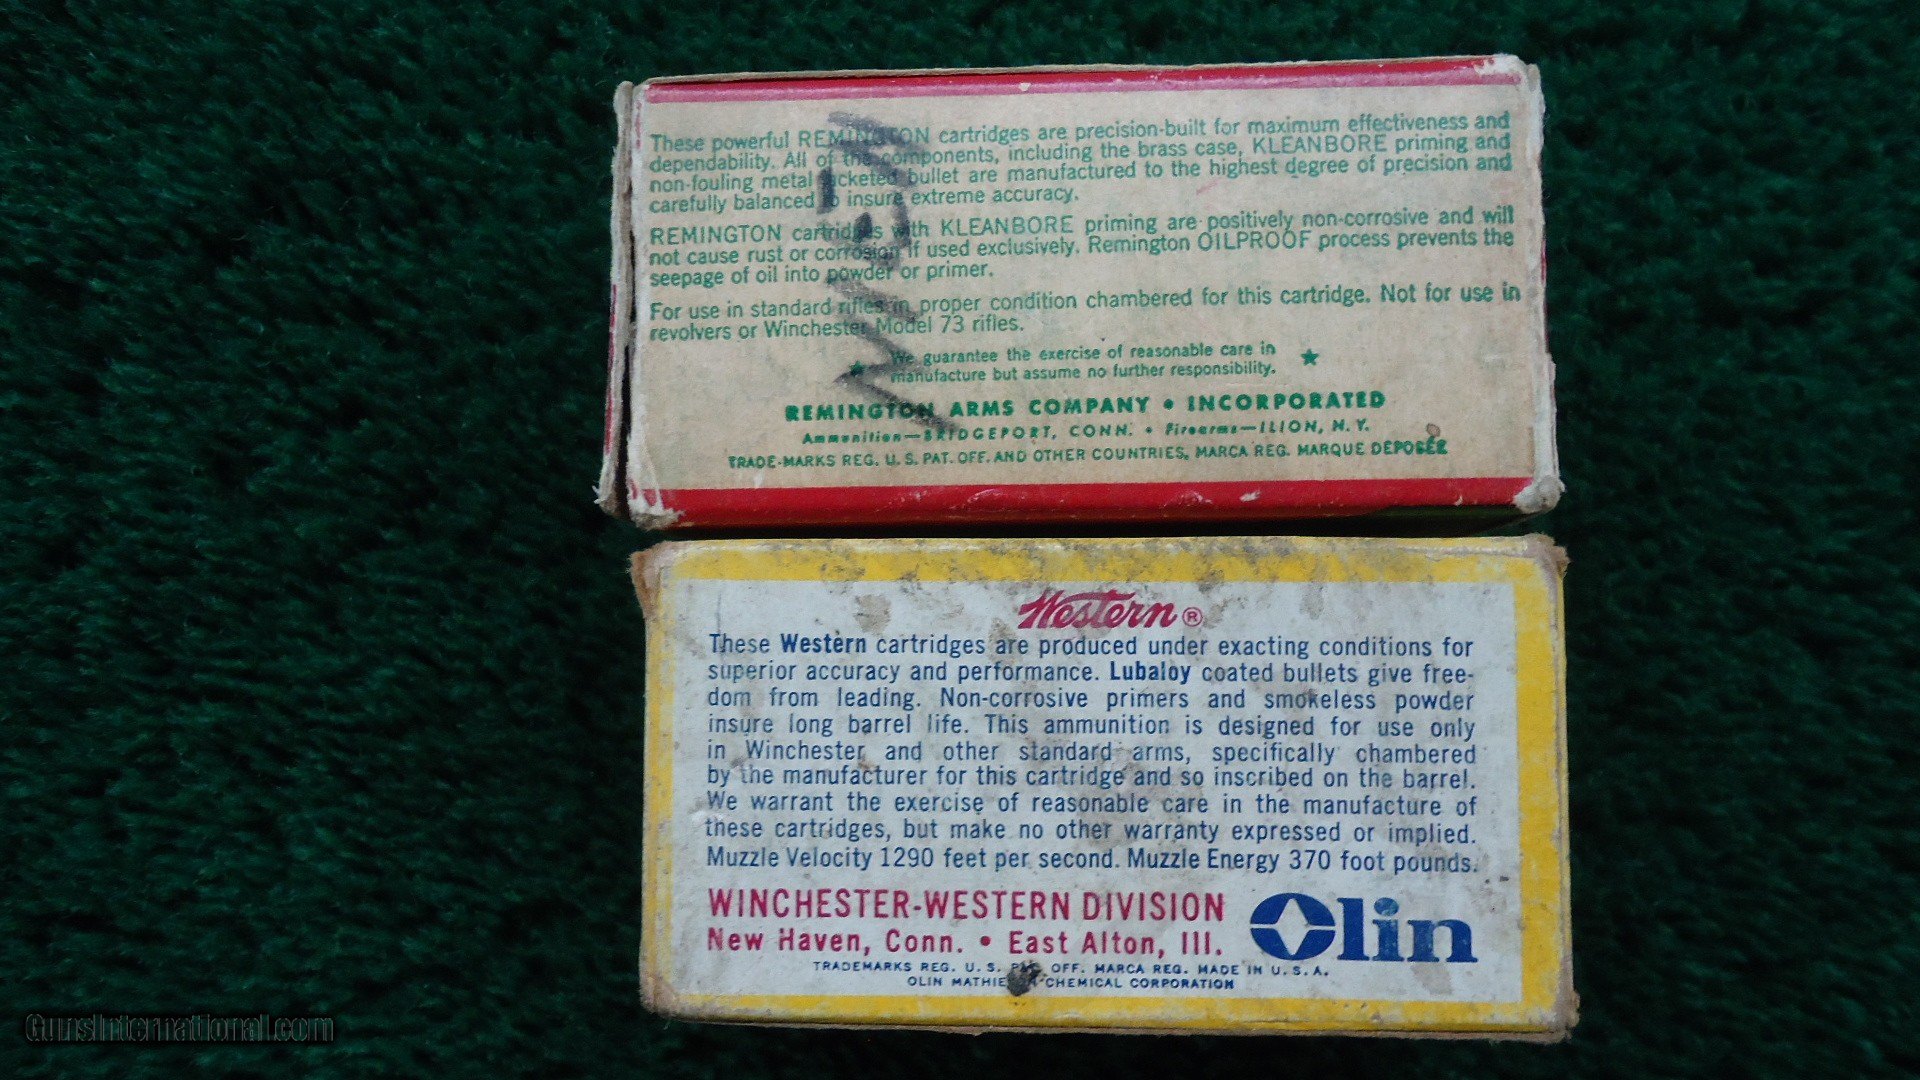 These powerful REMINGTON cartridges are precision-built for maximum effectiveness and
dependability. All of the components, including the brass case, KLEANBORE priming and
non-fouling metal jacketed bullet are manufactured to the highest degree of precision and
carefully balanced to insure extreme accuracy.
REMINGTON cartridges with KLEANBORE priming are positively non-corrosive and will
not cause rust or corrosion if used exclusively. Remington OILPROOF process prevents the
seepage of oil into powder or primer.
For use in standard rifles in proper condition chambered for this cartridge. Not for use in
revolvers or Winchester Model 73 rifles.
We guarantee the exercise of reasonable care in
manufacture but assume no further responsibility.
REMINGTON ARMS COMPANY • INCORPORATED
Ammunition—BRIDGEPORT, CONN. • Firearms—ILION, N.Y.
TRADE-MARKS REG. U.S. PAT. OFF. AND OTHER COUNTRIES, MARCA REG. MARQUE DEPOSÉE
Western®
These Western cartridges are produced under exacting conditions for
superior accuracy and performance. Lubaloy coated bullets give free-
dom from leading. Non-corrosive primers and smokeless powder
insure long barrel life. This ammunition is designed for use only
in Winchester and other standard arms, specifically chambered
by the manufacturer for this cartridge and so inscribed on the barrel.
We warrant the exercise of reasonable care in the manufacture of
these cartridges, but make no other warranty expressed or implied.
Muzzle Velocity 1290 feet per second. Muzzle Energy 370 foot pounds.
WINCHESTER-WESTERN DIVISION
New Haven, Conn. • East Alton, Ill.
Olin
TRADEMARKS REG. U. S. PAT. OFF. MARCA REG. MADE IN U. S. A.
OLIN MATHIESON CHEMICAL CORPORATION
GunsInternational.com